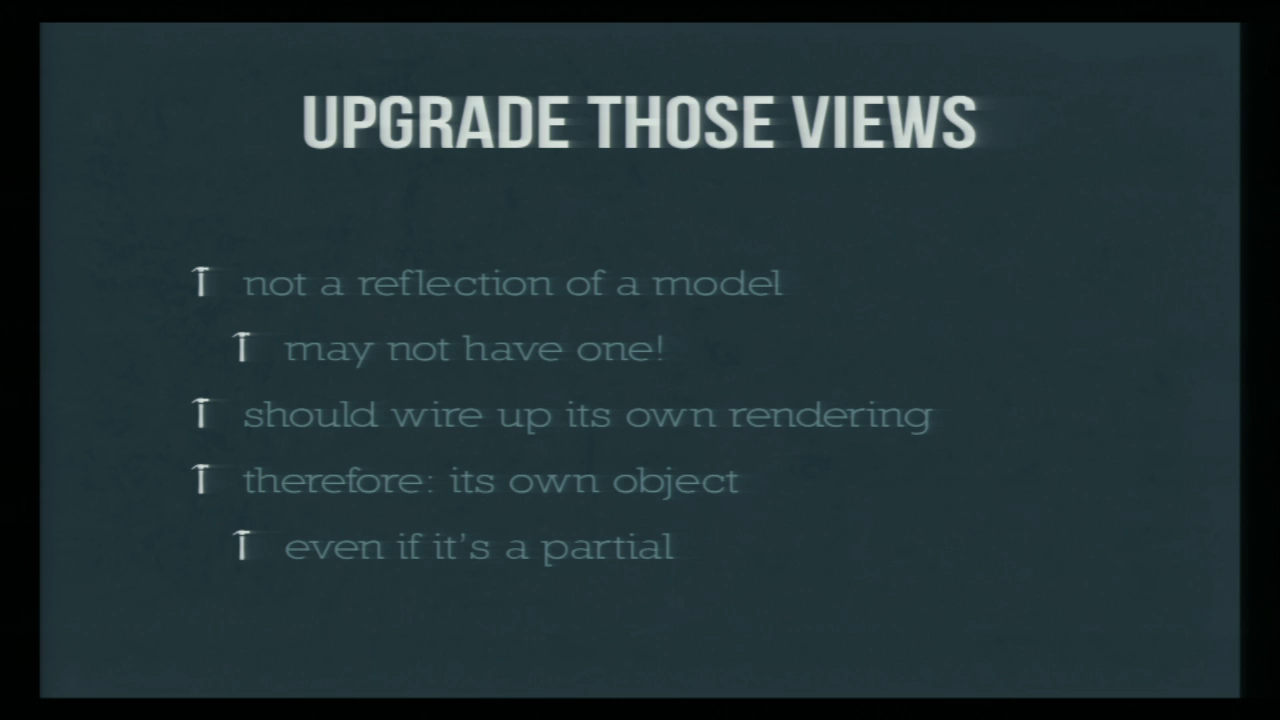 UPGRADE THOSE VIEWS
not a reflection of a model
may not have one!
should wire up its own rendering
therefore: its own object
even if it's a partial